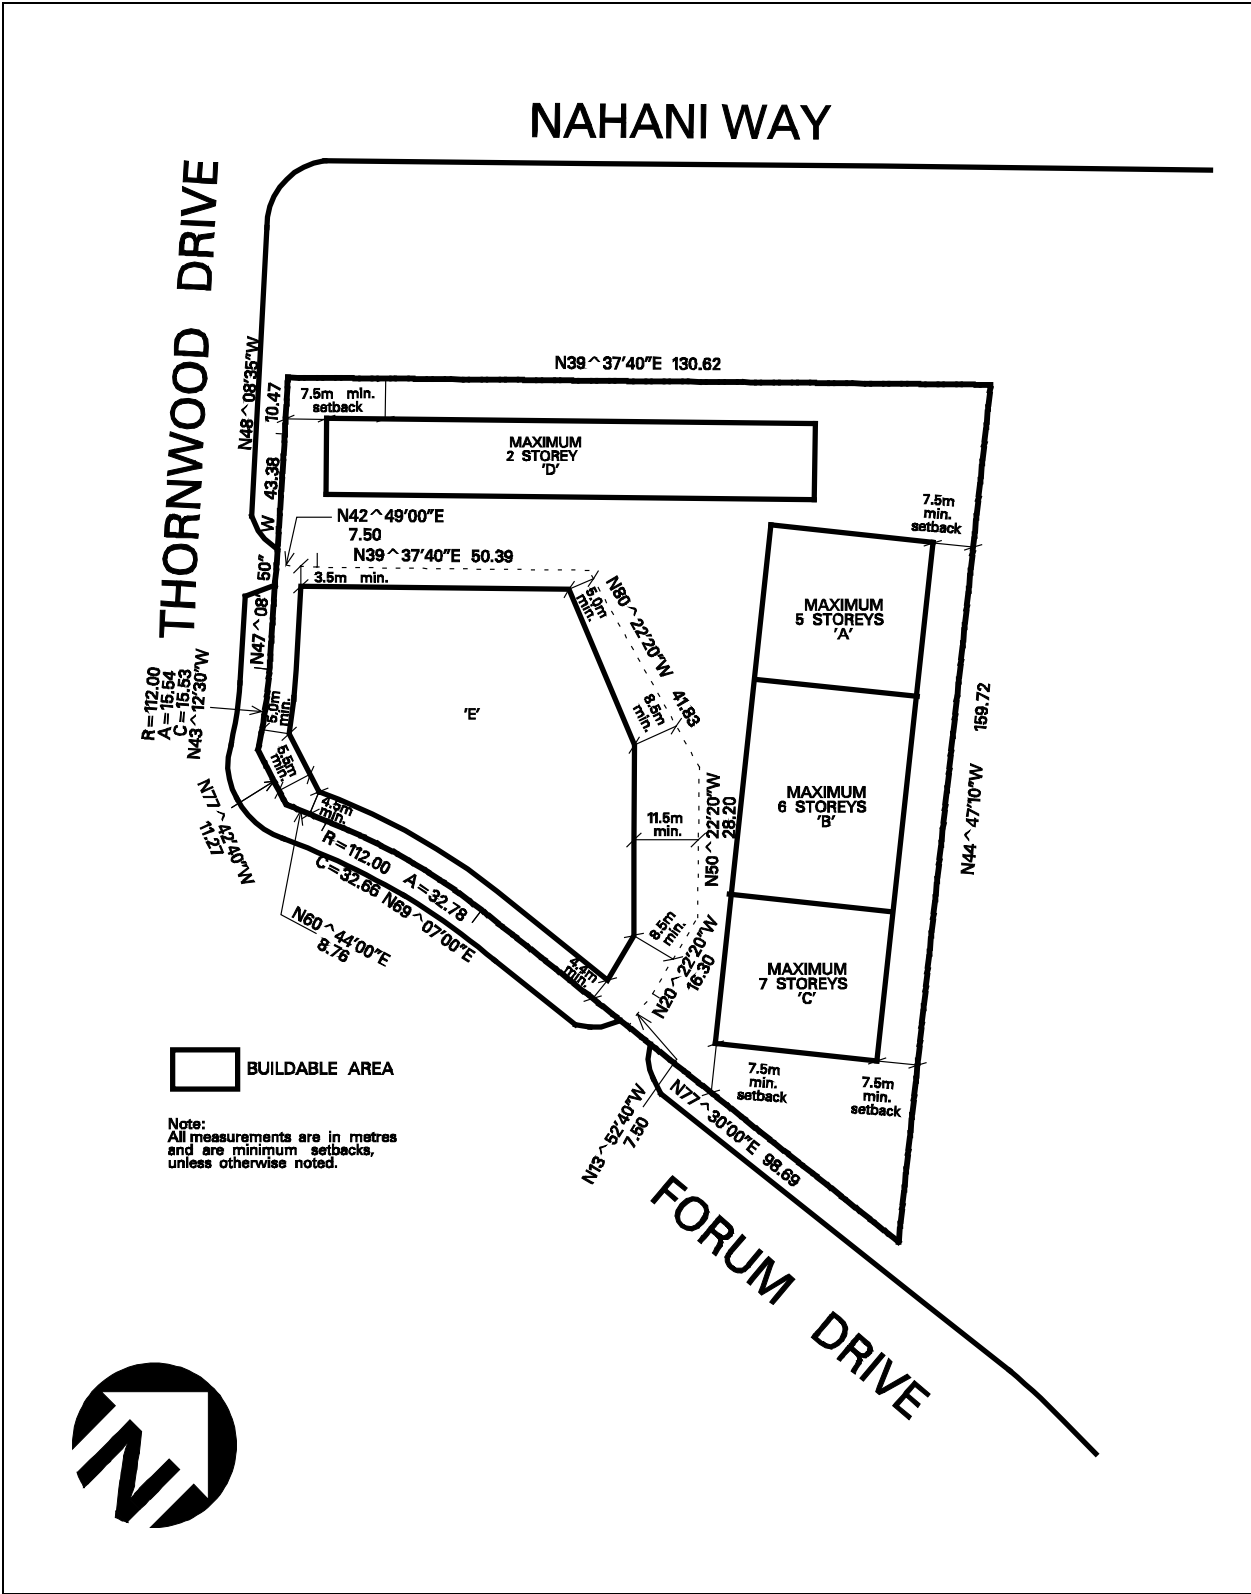 NAHANI WAY
THORNWOOD DRIVE
N48^08'35"W
10.47
N39^37'40"E 130.62
7.5m min.
setback
MAXIMUM
2 STOREY
'D'
43.38
N47^08' 50" W
N42^49'00"E
7.50
N39^37'40"E 50.39
3.5m min.
5.0m
min.
N80^22'20"W 41.83
7.5m
min.
setback
MAXIMUM
5 STOREYS
'A'
R=112.00
A=15.54
C=15.53
N43^12'30"W
5.0m
min.
'E'
8.5m
min.
159.72
N44^47'10"W
5.5m
min.
N77^42'40"W
11.27
4.5m
min.
11.5m
min.
N50^22'20"W
28.20
MAXIMUM
6 STOREYS
'B'
R=112.00 A=32.78
C=32.66 N69^07'00"E
N60^44'00"E
8.76
8.5m
min.
N20^22'20"W
16.30
4.4m
min.
MAXIMUM
7 STOREYS
'C'
7.5m
min.
setback
7.5m
min.
setback
N13^52'40"W
7.50
N77^30'00"E 98.69
FORUM DRIVE
BUILDABLE AREA
Note:
All measurements are in metres
and are minimum setbacks,
unless otherwise noted.
N